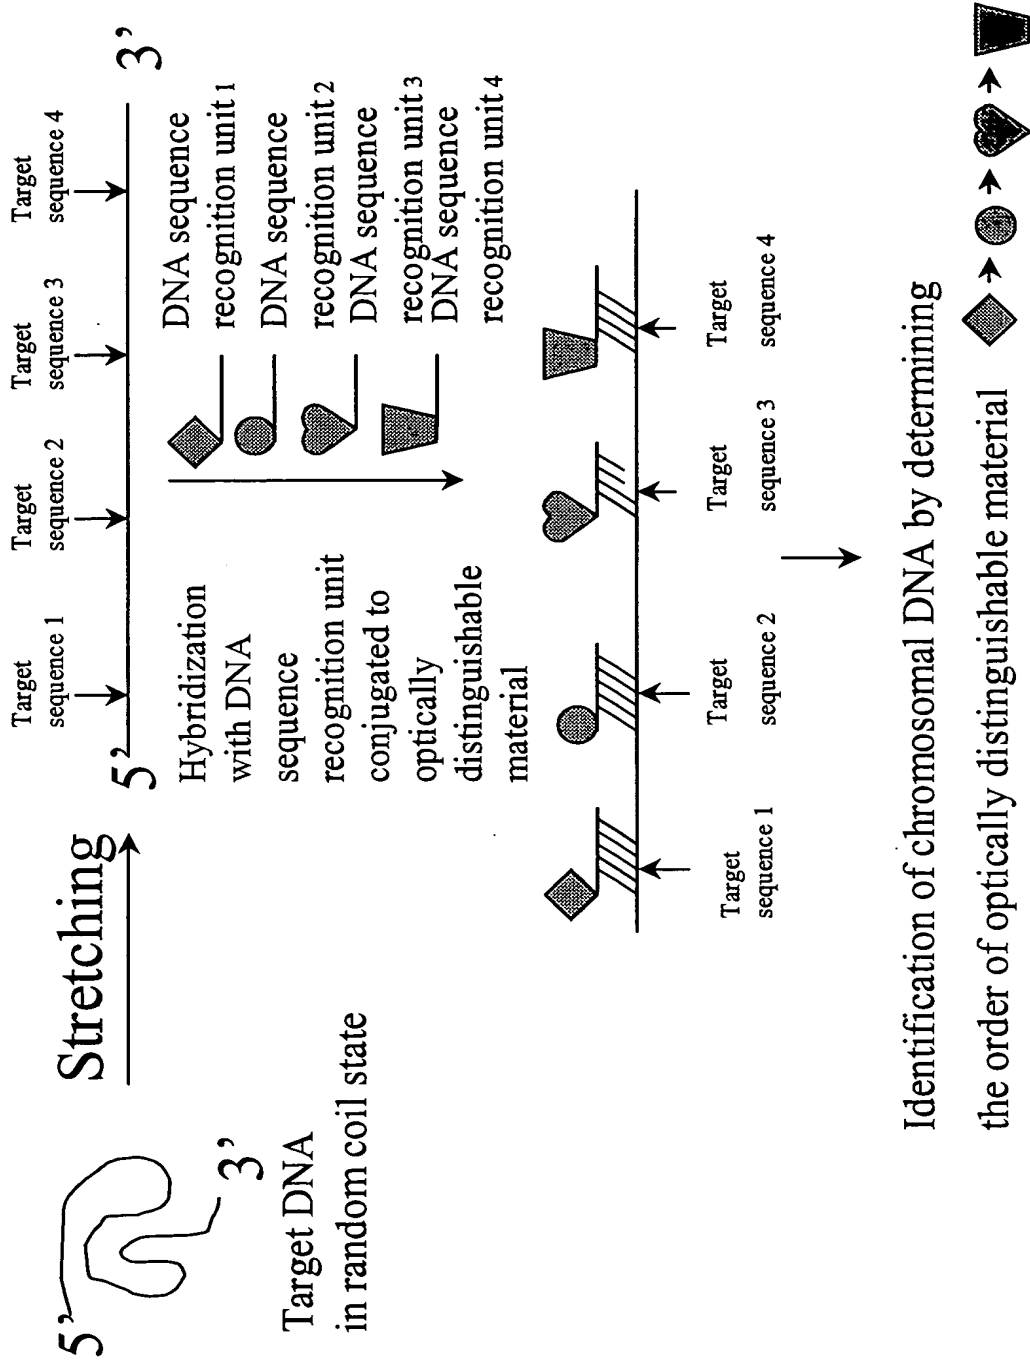 5’
3’
Target DNA
in random coil state
Stretching
5’
3’
Target
sequence 1
Target
sequence 2
Target
sequence 3
Target
sequence 4
Hybridization
with DNA
sequence
recognition unit
conjugated to
optically
distinguishable
material
DNA sequence
recognition unit 1
DNA sequence
recognition unit 2
DNA sequence
recognition unit 3
DNA sequence
recognition unit 4
Target
sequence 1
Target
sequence 2
Target
sequence 3
Target
sequence 4
Identification of chromosomal DNA by determining
the order of optically distinguishable material